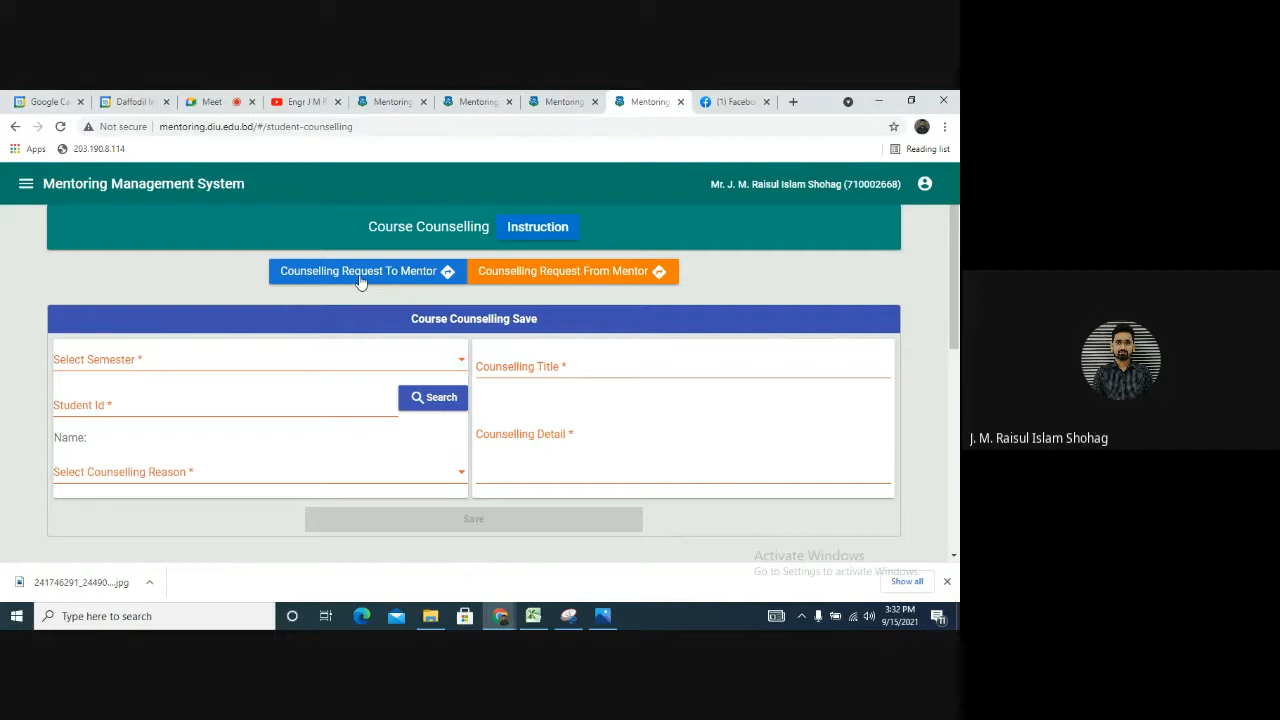 Google Ca
Daffodil In
Meet -
Engr J M R
Mentoring
Mentoring
Mentoring
Mentoring
(1) Facebo
Not secure
mentoring.diu.edu.bd/#/student-counselling
Apps
203.190.8.114
Reading list
Mentoring Management System
Mr. J. M. Raisul Islam Shohag (710002668)
Course Counselling
Instruction
Counselling Request To Mentor
Counselling Request From Mentor
Course Counselling Save
Select Semester *
Counselling Title *
Student Id *
Search
Counselling Detail *
Name:
Select Counselling Reason *
Save
J. M. Raisul Islam Shohag
Activate Windows
Go to Settings to activate Windows.
241746291_24490....jpg
Show all
Type here to search
3:32 PM
9/15/2021
11